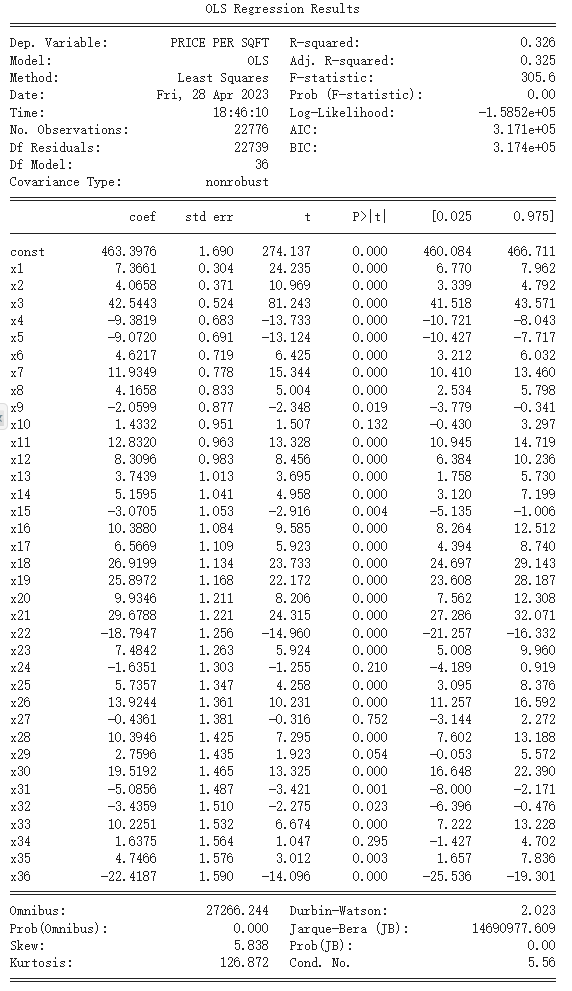 OLS Regression Results
Dep. Variable: PRICE PER SQFT R-squared: 0.326
Model: OLS Adj. R-squared: 0.325
Method: Least Squares F-statistic: 305.6
Date: Fri, 28 Apr 2023 Prob (F-statistic): 0.00
Time: 18:46:10 Log-Likelihood: -1.5852e+05
No. Observations: 22776 AIC: 3.171e+05
Df Residuals: 22739 BIC: 3.174e+05
Df Model: 36
Covariance Type: nonrobust
coef std err t P>|t| [0.025 0.975]
const 463.3976 1.690 274.137 0.000 460.084 466.711
x1 7.3661 0.304 24.235 0.000 6.770 7.962
x2 4.0658 0.371 10.969 0.000 3.339 4.792
x3 42.5443 0.524 81.243 0.000 41.518 43.571
x4 -9.3819 0.683 -13.733 0.000 -10.721 -8.043
x5 -9.0720 0.691 -13.124 0.000 -10.427 -7.717
x6 4.6217 0.719 6.425 0.000 3.212 6.032
x7 11.9349 0.778 15.344 0.000 10.410 13.460
x8 4.1658 0.833 5.004 0.000 2.534 5.798
x9 -2.0599 0.877 -2.348 0.019 -3.779 -0.341
x10 1.4332 0.951 1.507 0.132 -0.430 3.297
x11 12.8320 0.963 13.328 0.000 10.945 14.719
x12 8.3096 0.983 8.456 0.000 6.384 10.236
x13 3.7439 1.013 3.695 0.000 1.758 5.730
x14 5.1595 1.041 4.958 0.000 3.120 7.199
x15 -3.0705 1.053 -2.916 0.004 -5.135 -1.006
x16 10.3880 1.084 9.585 0.000 8.264 12.512
x17 6.5669 1.109 5.923 0.000 4.394 8.740
x18 26.9199 1.134 23.733 0.000 24.697 29.143
x19 25.8972 1.168 22.172 0.000 23.608 28.187
x20 9.9346 1.211 8.206 0.000 7.562 12.308
x21 29.6788 1.221 24.315 0.000 27.286 32.071
x22 -18.7947 1.256 -14.960 0.000 -21.257 -16.332
x23 7.4842 1.263 5.924 0.000 5.008 9.960
x24 -1.6351 1.303 -1.255 0.210 -4.189 0.919
x25 5.7357 1.347 4.258 0.000 3.095 8.376
x26 13.9244 1.361 10.231 0.000 11.257 16.592
x27 -0.4361 1.381 -0.316 0.752 -3.144 2.272
x28 10.3946 1.425 7.295 0.000 7.602 13.188
x29 2.7596 1.435 1.923 0.054 -0.053 5.572
x30 19.5192 1.465 13.325 0.000 16.648 22.390
x31 -5.0856 1.487 -3.421 0.001 -8.000 -2.171
x32 -3.4359 1.510 -2.275 0.023 -6.396 -0.476
x33 10.2251 1.532 6.674 0.000 7.222 13.228
x34 1.6375 1.564 1.047 0.295 -1.427 4.702
x35 4.7466 1.576 3.012 0.003 1.657 7.836
x36 -22.4187 1.590 -14.096 0.000 -25.536 -19.301
Omnibus: 27266.244 Durbin-Watson: 2.023
Prob(Omnibus): 0.000 Jarque-Bera (JB): 14690977.609
Skew: 5.838 Prob(JB): 0.00
Kurtosis: 126.872 Cond. No. 5.56